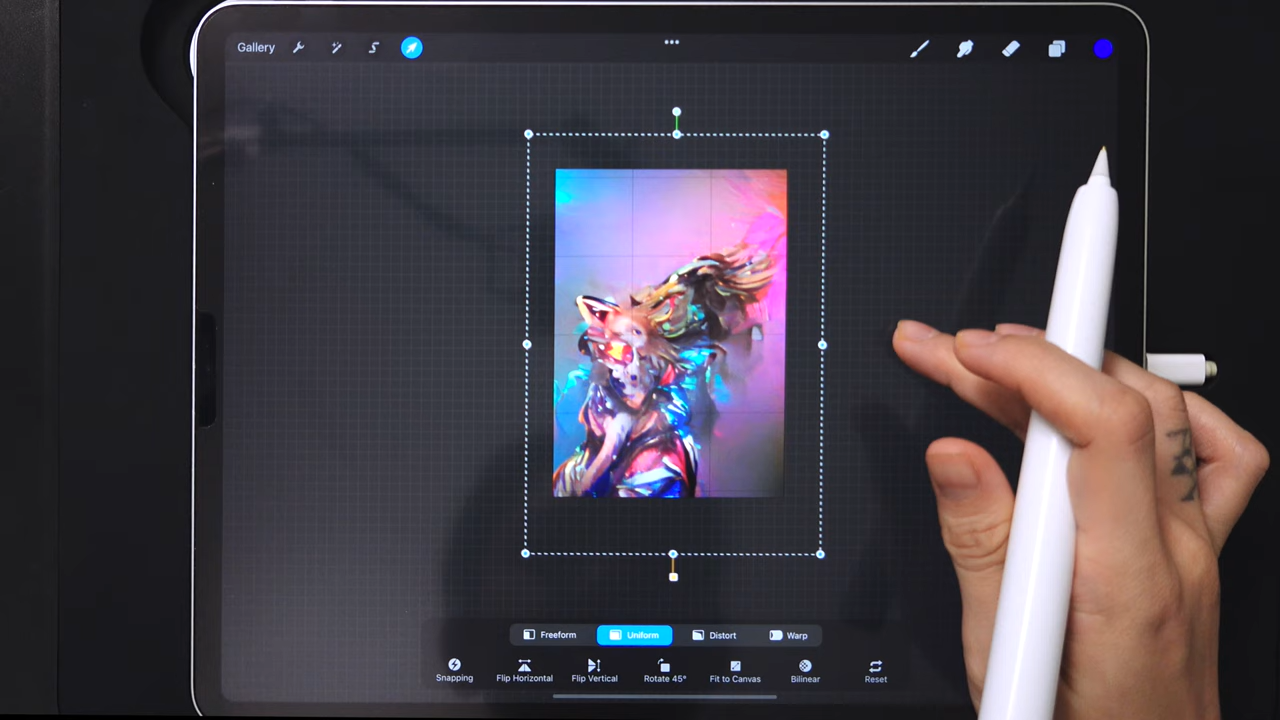 Gallery
Freeform Uniform Distort Warp
Snapping Flip Horizontal Flip Vertical Rotate 45° Fit to Canvas Bilinear Reset